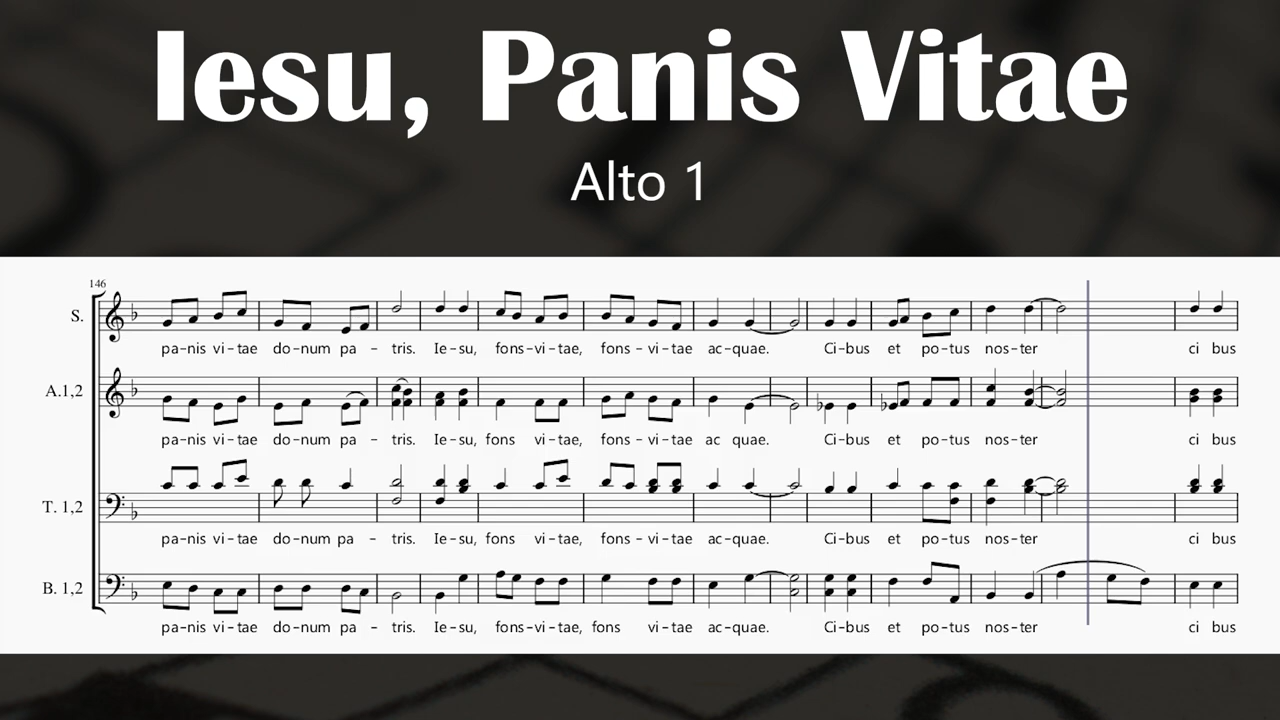 Iesu, Panis Vitae
Alto 1
146
S.
pa-nis vi-tae do-num pa - tris. Ie-su, fons-vi-tae, fons-vi-tae ac-quae. Ci-bus et po-tus nos-ter ci bus
A.1,2
pa-nis vi-tae do-num pa - tris. Ie-su, fons vi-tae, fons-vi-tae ac quae. Ci-bus et po-tus nos-ter ci bus
T. 1,2
pa-nis vi-tae do-num pa - tris. Ie-su, fons vi-tae, fons-vi-tae ac-quae. Ci-bus et po-tus nos-ter ci bus
B. 1,2
pa-nis vi-tae do-num pa - tris. Ie-su, fons-vi-tae, fons vi-tae ac-quae. Ci-bus et po-tus nos-ter ci bus